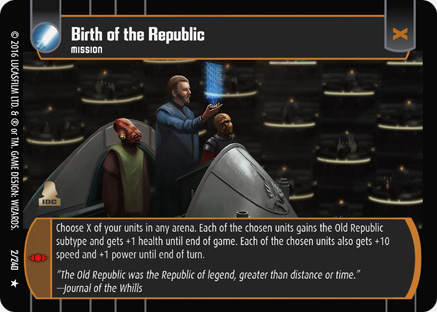 Birth of the Republic
MISSION
X
© 2016 LUCASFILM LTD. & ® or TM. GAME DESIGN: WIZARDS.
2/240
IDC
Choose X of your units in any arena. Each of the chosen units gains the Old Republic
subtype and gets +1 health until end of game. Each of the chosen units also gets +10
speed and +1 power until end of turn.
"The Old Republic was the Republic of legend, greater than distance or time."
—Journal of the Whills